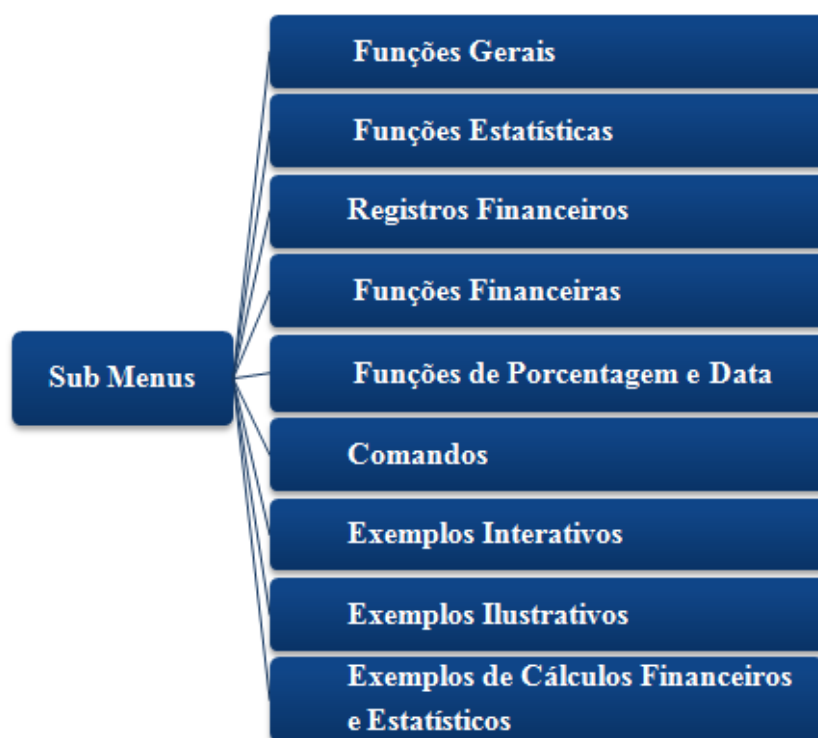 Funções Gerais
Funções Estatísticas
Registros Financeiros
Funções Financeiras
Sub Menus
Funções de Porcentagem e Data
Comandos
Exemplos Interativos
Exemplos Ilustrativos
Exemplos de Cálculos Financeiros
e Estatísticos